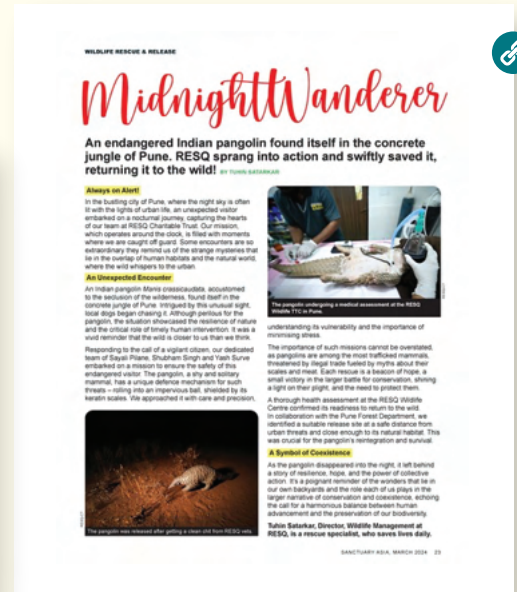 WILDLIFE RESCUE & RELEASE
Midnight Wanderer
An endangered Indian pangolin found itself in the concrete
jungle of Pune. RESQ sprang into action and swiftly saved it,
returning it to the wild! BY TUHIN SATARKAR
Always on Alert!
In the bustling city of Pune, where the night sky is often
lit with the lights of urban life, an unexpected visitor
embarked on a nocturnal journey, capturing the hearts
of our team at RESQ Charitable Trust. Our mission,
which operates around the clock, is filled with moments
where we are caught off guard. Some encounters are so
extraordinary they remind us of the strange mysteries that
lie in the overlap of human habitats and the natural world,
where the wild whispers to the urban.
An Unexpected Encounter
An Indian pangolin Manis crassicaudata, accustomed
to the seclusion of the wilderness, found itself in the
concrete jungle of Pune. Intrigued by this unusual sight,
local dogs began chasing it. Although perilous for the
pangolin, the situation showcased the resilience of nature
and the critical role of timely human intervention. It was a
vivid reminder that the wild is closer to us than we think.
Responding to the call of a vigilant citizen, our dedicated
team of Sayali Pilane, Shubham Singh and Yash Surve
embarked on a mission to ensure the safety of this
endangered visitor. The pangolin, a shy and solitary
mammal, has a unique defence mechanism for such
threats – rolling into an impervious ball, shielded by its
keratin scales. We approached it with care and precision,
The pangolin was released after getting a clean chit from RESQ vets.
The pangolin undergoing a medical assessment at the RESQ
Wildlife TTC in Pune.
understanding its vulnerability and the importance of
minimising stress.
The importance of such missions cannot be overstated,
as pangolins are among the most trafficked mammals,
threatened by illegal trade fueled by myths about their
scales and meat. Each rescue is a beacon of hope, a
small victory in the larger battle for conservation, shining
a light on their plight, and the need to protect them.
A thorough health assessment at the RESQ Wildlife
Centre confirmed its readiness to return to the wild.
In collaboration with the Pune Forest Department, we
identified a suitable release site at a safe distance from
urban threats and close enough to its natural habitat. This
was crucial for the pangolin's reintegration and survival.
A Symbol of Coexistence
As the pangolin disappeared into the night, it left behind
a story of resilience, hope, and the power of collective
action. It's a poignant reminder of the wonders that lie in
our own backyards and the role each of us plays in the
larger narrative of conservation and coexistence, echoing
the call for a harmonious balance between human
advancement and the preservation of our biodiversity.
Tuhin Satarkar, Director, Wildlife Management at
RESQ, is a rescue specialist, who saves lives daily.
SANCTUARY ASIA, MARCH 2024 23